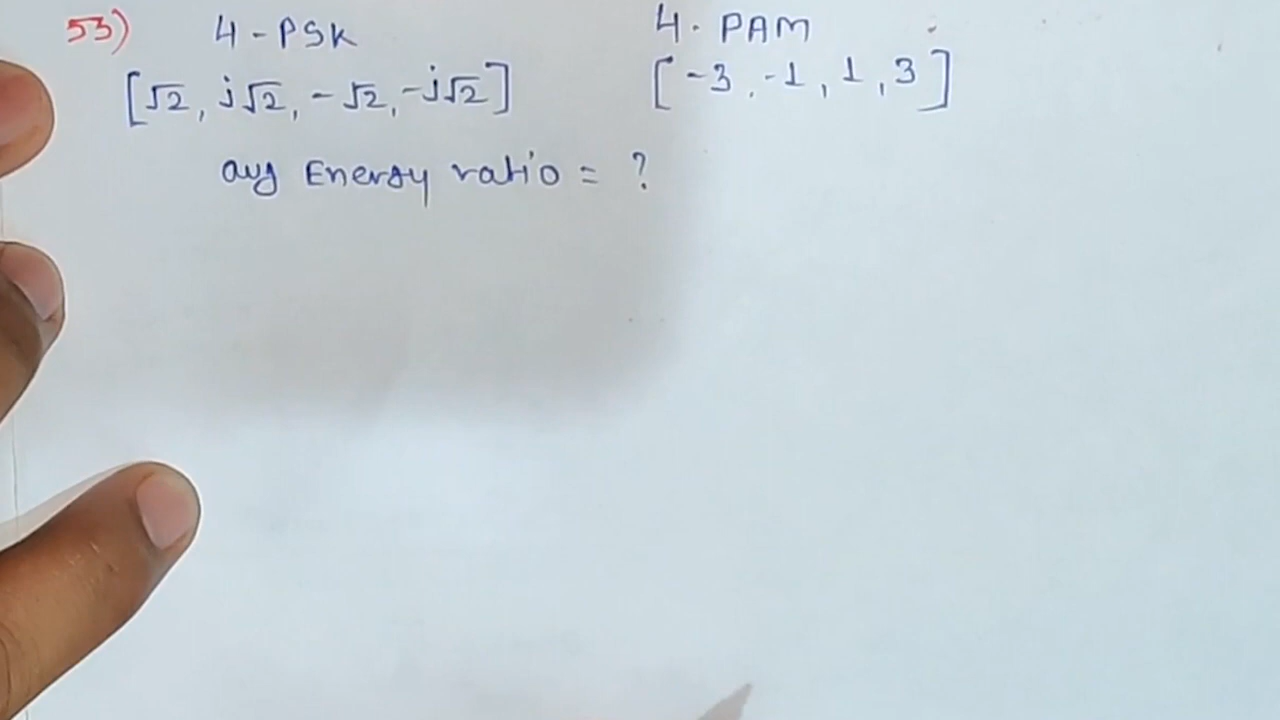 53) 4-PSK 4. PAM
[√2, j√2, -√2, -j√2] [-3, -1, 1, 3]
avg Energy ratio = ?